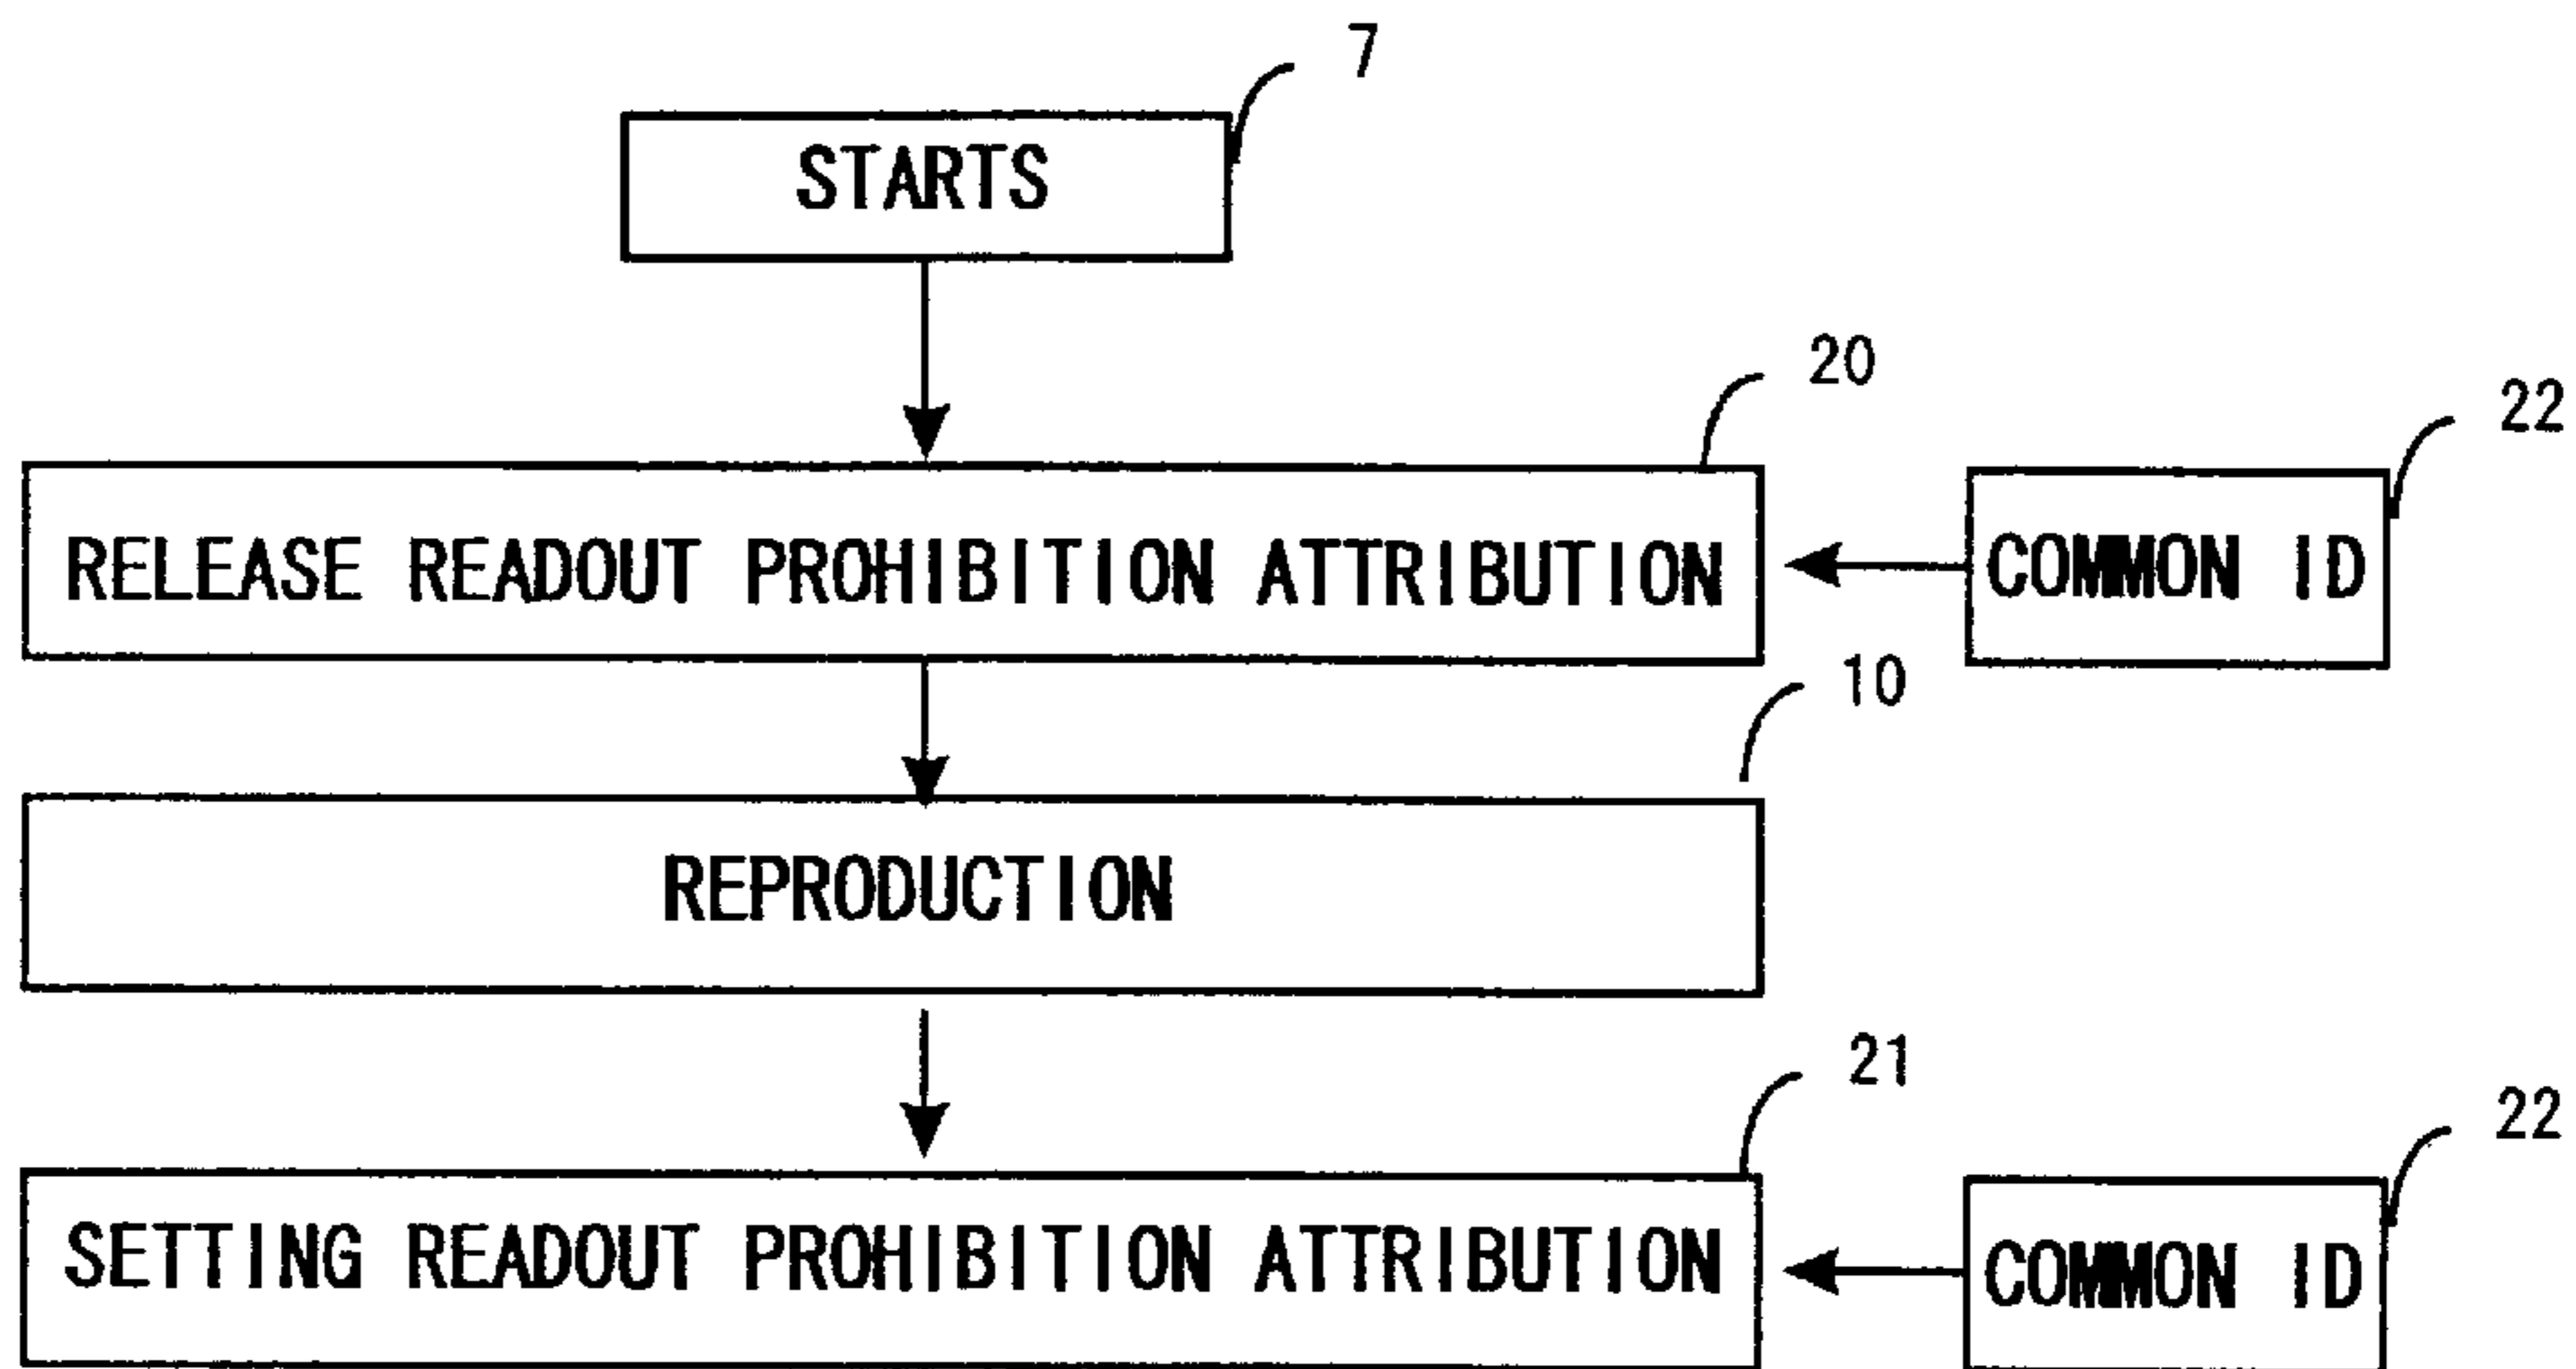 7
STARTS
20
22
RELEASE READOUT PROHIBITION ATTRIBUTION
COMMON ID
10
REPRODUCTION
21
22
SETTING READOUT PROHIBITION ATTRIBUTION
COMMON ID